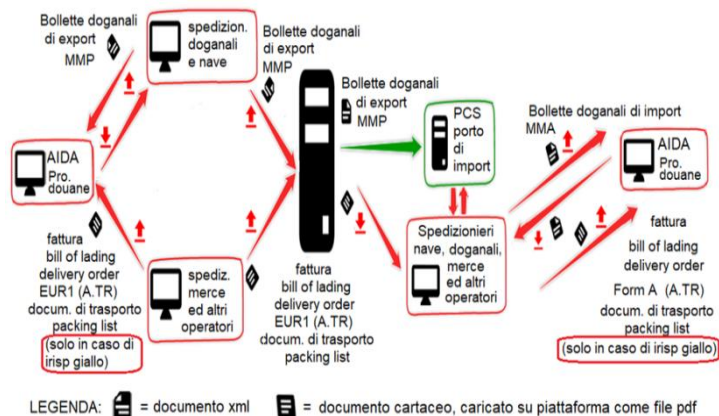 Bollette doganali
di export
MMP
spedizion.
doganali
e nave
Bollette doganali
di export
MMP
Bollette doganali
di export
MMP
PCS
porto
di
import
Bollette doganali di import
MMA
AIDA
Pro.
douane
AIDA
Pro.
douane
fattura
bill of lading
delivery order
EUR1 (A.TR)
docum. di trasporto
packing list
(solo in caso di
irisp giallo)
spediz.
merce
ed altri
operatori
fattura
bill of lading
delivery order
EUR1 (A.TR)
docum. di trasporto
packing list
Spedizionieri
nave, doganali,
merce
ed altri
operatori
fattura
bill of lading
delivery order
Form A (A.TR)
docum. di trasporto
packing list
(solo in caso di irisp giallo)
LEGENDA: = documento xml = documento cartaceo, caricato su piattaforma come file pdf